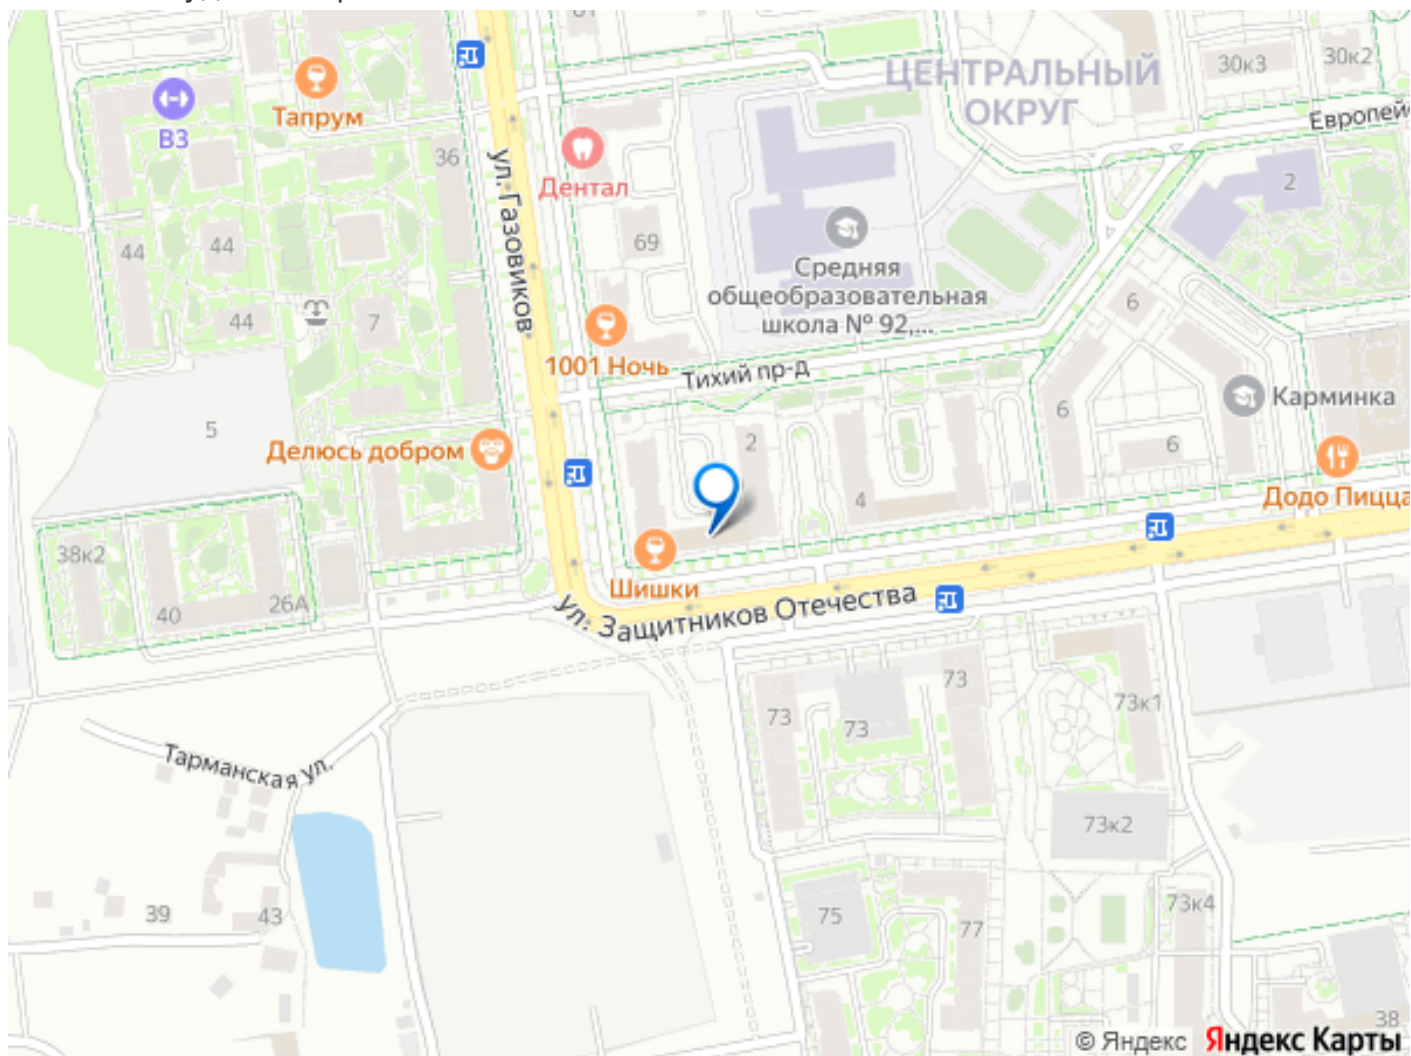 ЦЕНТРАЛЬНЫЙ
ОКРУГ
30к3
30к2
Европей
В3
Тапрум
36
ул. Газовиков
Дентал
2
44
44
69
Средняя
общеобразовательная
школа № 92,...
44
7
6
1001 Ночь
Тихий пр-д
6
Карминка
5
Делюсь добром
2
6
4
Додо Пицца
38к2
40
26А
Шишки
ул. Защитников Отечества
73
73
73
73к1
Тарманская ул.
73к2
39
43
75
77
73к4
38
© Яндекс Яндекс Карты